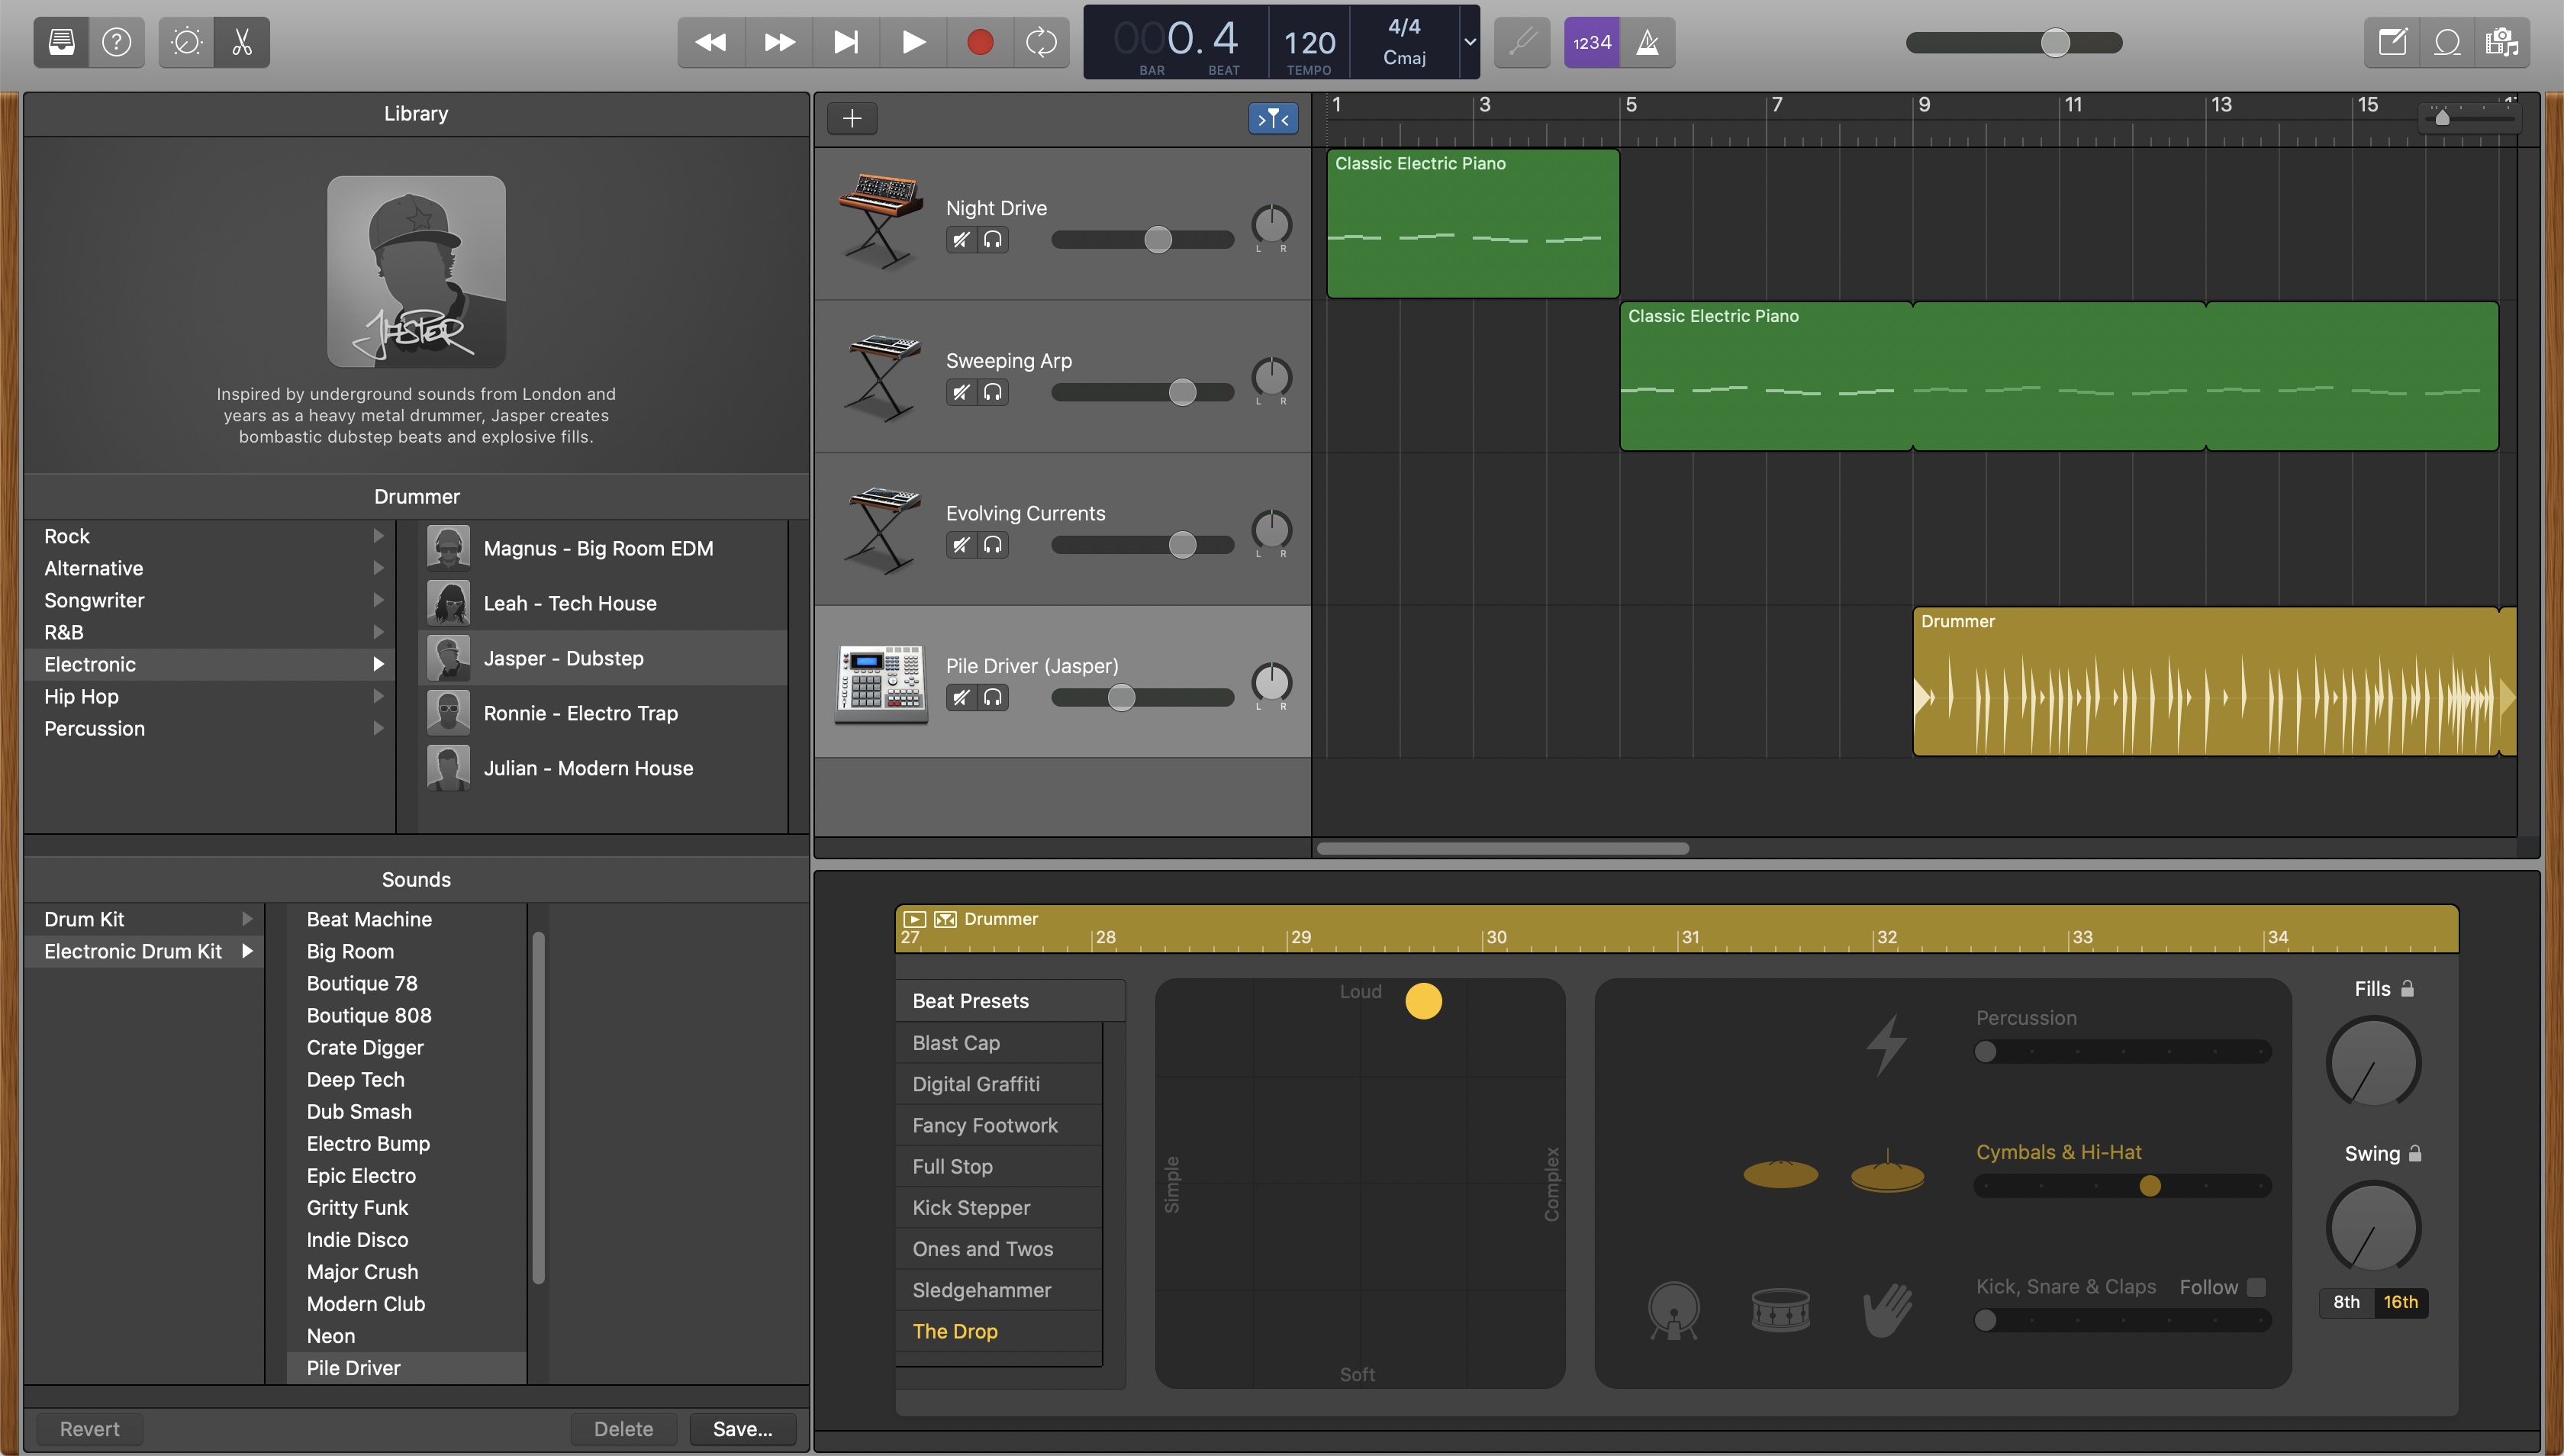 000.4
BAR
BEAT
120
TEMPO
4/4
Cmaj
1234
Library
JASPER
Inspired by underground sounds from London and
years as a heavy metal drummer, Jasper creates
bombastic dubstep beats and explosive fills.
Drummer
Rock
Alternative
Songwriter
R&B
Electronic
Hip Hop
Percussion
Magnus - Big Room EDM
Leah - Tech House
Jasper - Dubstep
Ronnie - Electro Trap
Julian - Modern House
Sounds
Drum Kit
Electronic Drum Kit
Beat Machine
Big Room
Boutique 78
Boutique 808
Crate Digger
Deep Tech
Dub Smash
Electro Bump
Epic Electro
Gritty Funk
Indie Disco
Major Crush
Modern Club
Neon
Pile Driver
Revert
Delete
Save...
1 3 5 7 9 11 13 15
Night Drive
L R
Sweeping Arp
L R
Evolving Currents
L R
Pile Driver (Jasper)
L R
Classic Electric Piano
Classic Electric Piano
Drummer
Drummer
27 28 29 30 31 32 33 34
Beat Presets
Blast Cap
Digital Graffiti
Fancy Footwork
Full Stop
Kick Stepper
Ones and Twos
Sledgehammer
The Drop
Loud
Simple
Complex
Soft
Percussion
Cymbals & Hi-Hat
Kick, Snare & Claps
Follow
Fills
Swing
8th
16th